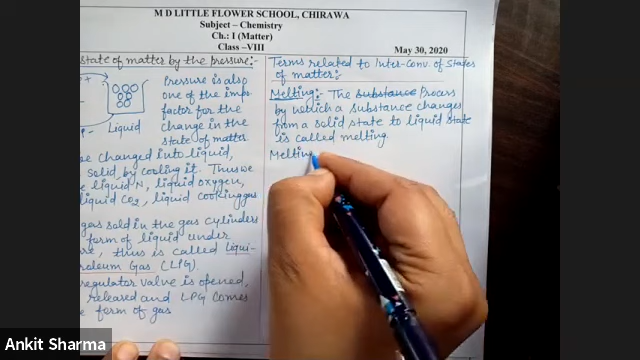 M D LITTLE FLOWER SCHOOL, CHIRAWA
Subject – Chemistry
Ch.: I (Matter)
Class –VIII
May 30, 2020
state of matter by the pressure:-
Pressure is also
one of the imp.
factor for the
change in the
state of matter
Liquid
be changed into liquid,
solid by cooling it. Thus we
liquid N, liquid oxygen,
liquid CO2, liquid cooking gas
gas sold in the gas cylinders
form of liquid under
thus is called Liqui-
roleum Gas (LPG).
regulator valve is opened,
released and LPG comes
form of gas
Terms related to Inter-Conv. of States
of matter:-
Melting:- The substance Process
by which a substance changes
from a solid state to liquid state
is called melting.
Melting
Ankit Sharma